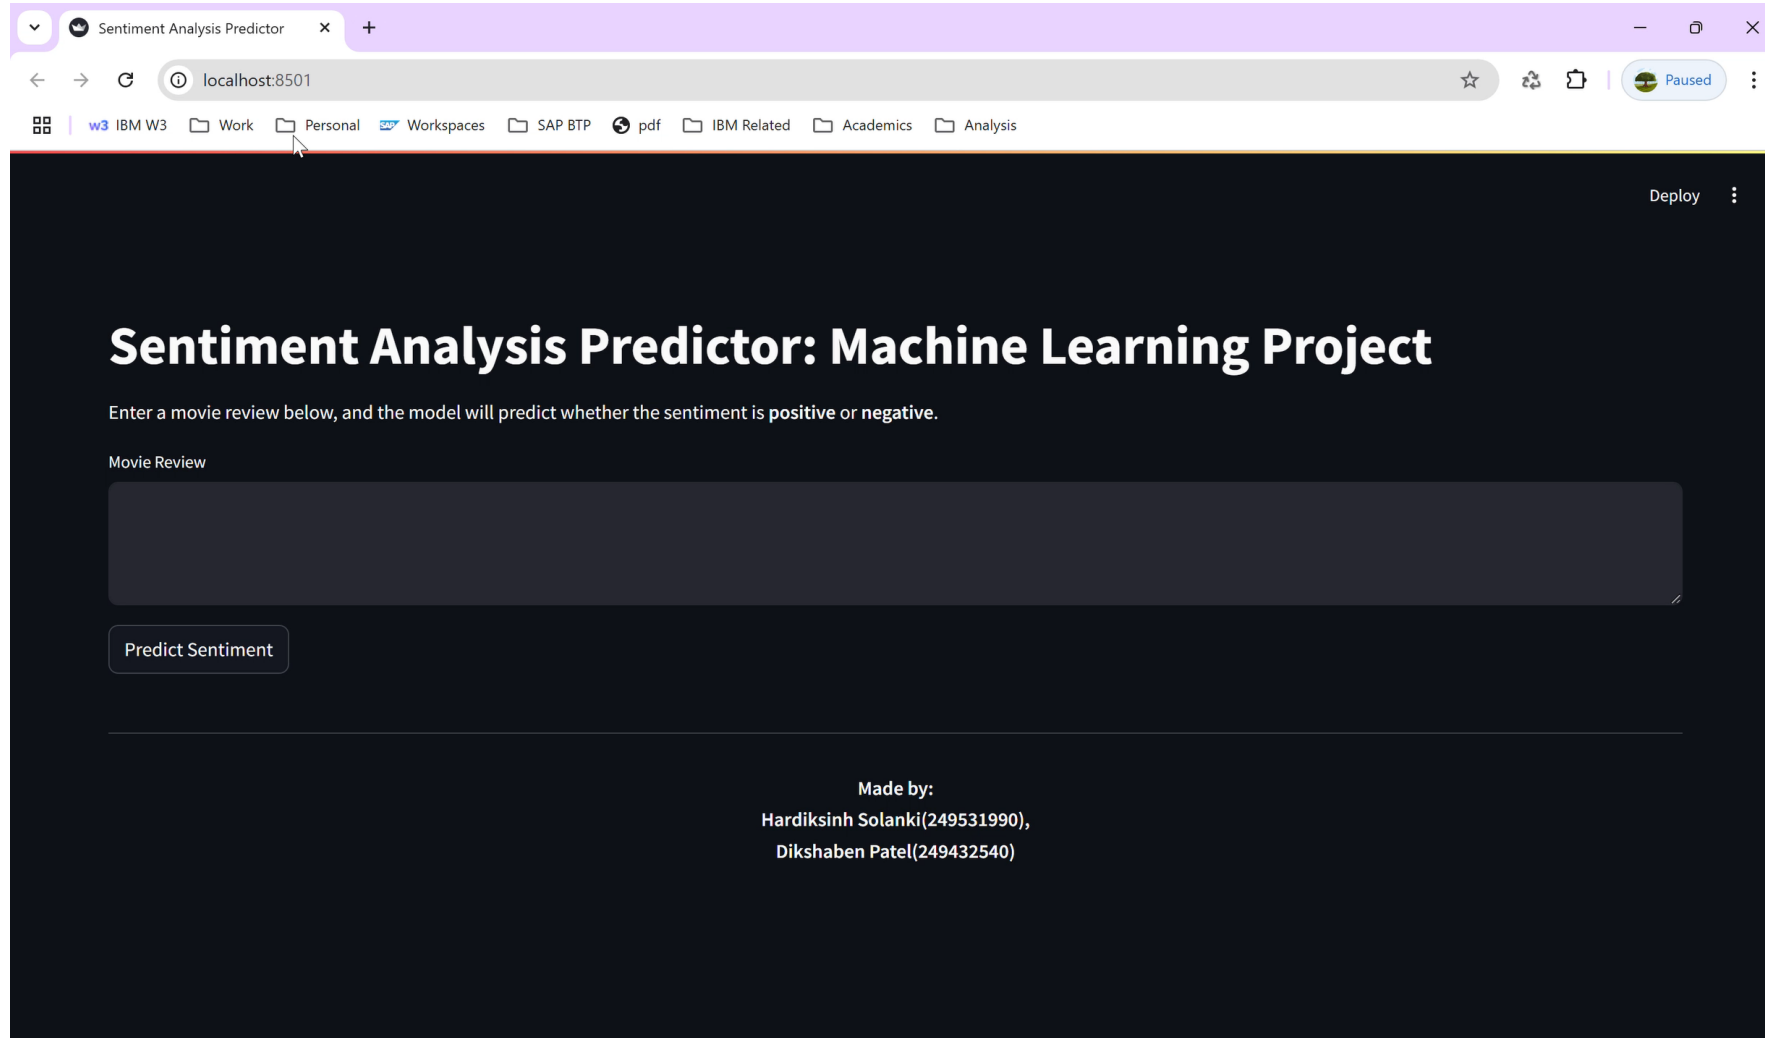 Sentiment Analysis Predictor
localhost:8501
Paused
w3 IBM W3 Work Personal SAP Workspaces SAP BTP pdf IBM Related Academics Analysis
Deploy
Sentiment Analysis Predictor: Machine Learning Project
Enter a movie review below, and the model will predict whether the sentiment is positive or negative.
Movie Review
Predict Sentiment
Made by:
Hardiksinh Solanki(249531990),
Dikshaben Patel(249432540)